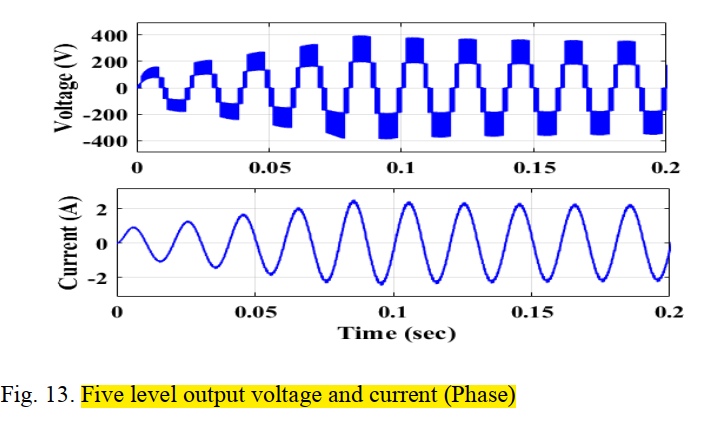 400
200
0
-200
-400
Voltage (V)
0 0.05 0.1 0.15 0.2
2
0
-2
Current (A)
0 0.05 0.1 0.15 0.2
Time (sec)
Fig. 13. Five level output voltage and current (Phase)